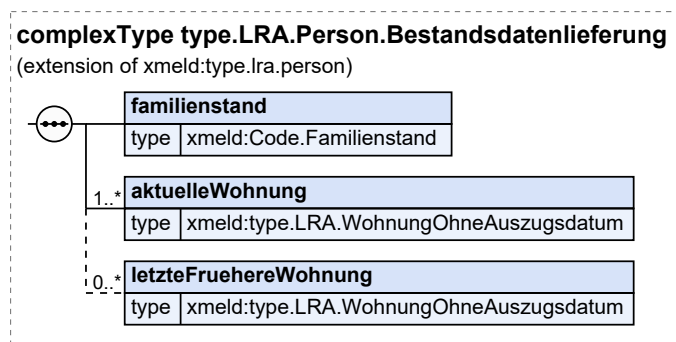 complexType type.LRA.Person.Bestandsdatenlieferung
(extension of xmeld:type.lra.person)
familienstand
type xmeld:Code.Familienstand
1..* aktuelleWohnung
type xmeld:type.LRA.WohnungOhneAuszugsdatum
0..* letzteFruehereWohnung
type xmeld:type.LRA.WohnungOhneAuszugsdatum